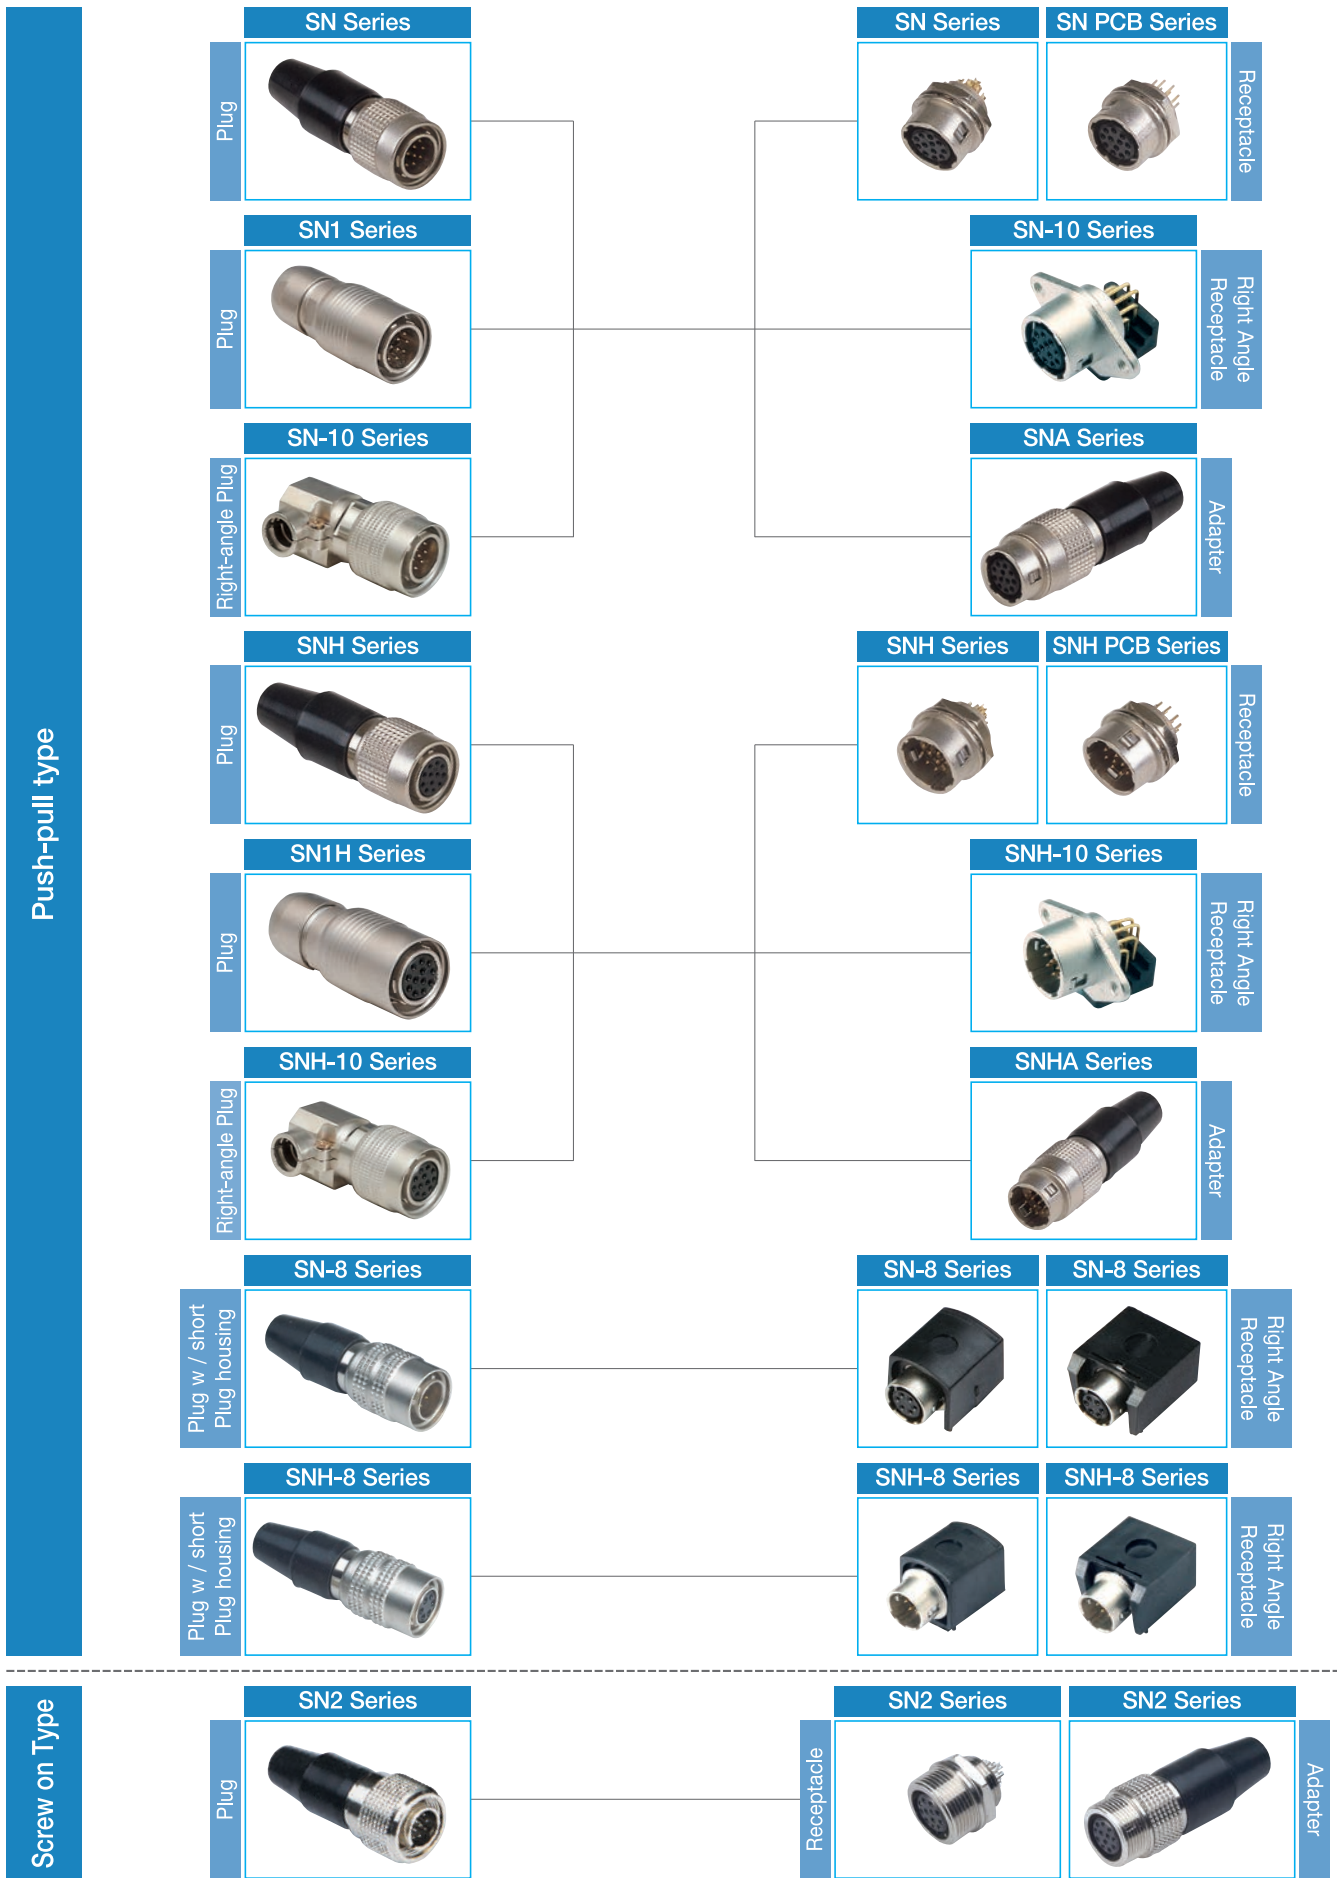 Push-pull type
SN Series
Plug
SN Series
SN PCB Series
Receptacle
SN1 Series
Plug
SN-10 Series
Right Angle
Receptacle
SN-10 Series
Right-angle Plug
SNA Series
Adapter
SNH Series
Plug
SNH Series
SNH PCB Series
Receptacle
SN1H Series
Plug
SNH-10 Series
Right Angle
Receptacle
SNH-10 Series
Right-angle Plug
SNHA Series
Adapter
SN-8 Series
Plug w / short
Plug housing
SN-8 Series
SN-8 Series
Right Angle
Receptacle
SNH-8 Series
Plug w / short
Plug housing
SNH-8 Series
SNH-8 Series
Right Angle
Receptacle
Screw on Type
SN2 Series
Plug
SN2 Series
Receptacle
SN2 Series
Adapter